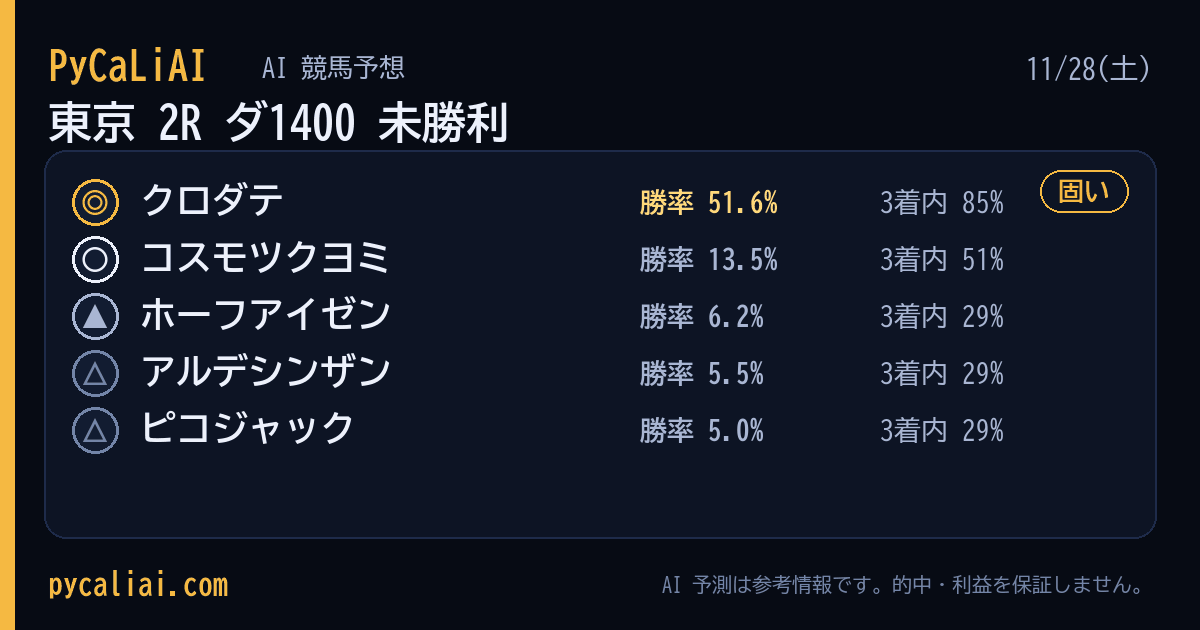 PyCaLiAI AI 競馬予想 11/28(土)
東京 2R ダ1400 未勝利
◎ クロダテ 勝率 51.6% 3着内 85% 固い
○ コスモツクヨミ 勝率 13.5% 3着内 51%
▲ ホーフアイゼン 勝率 6.2% 3着内 29%
△ アルデシンザン 勝率 5.5% 3着内 29%
△ ピコジャック 勝率 5.0% 3着内 29%
pycaliai.com AI 予測は参考情報です。的中・利益を保証しません。